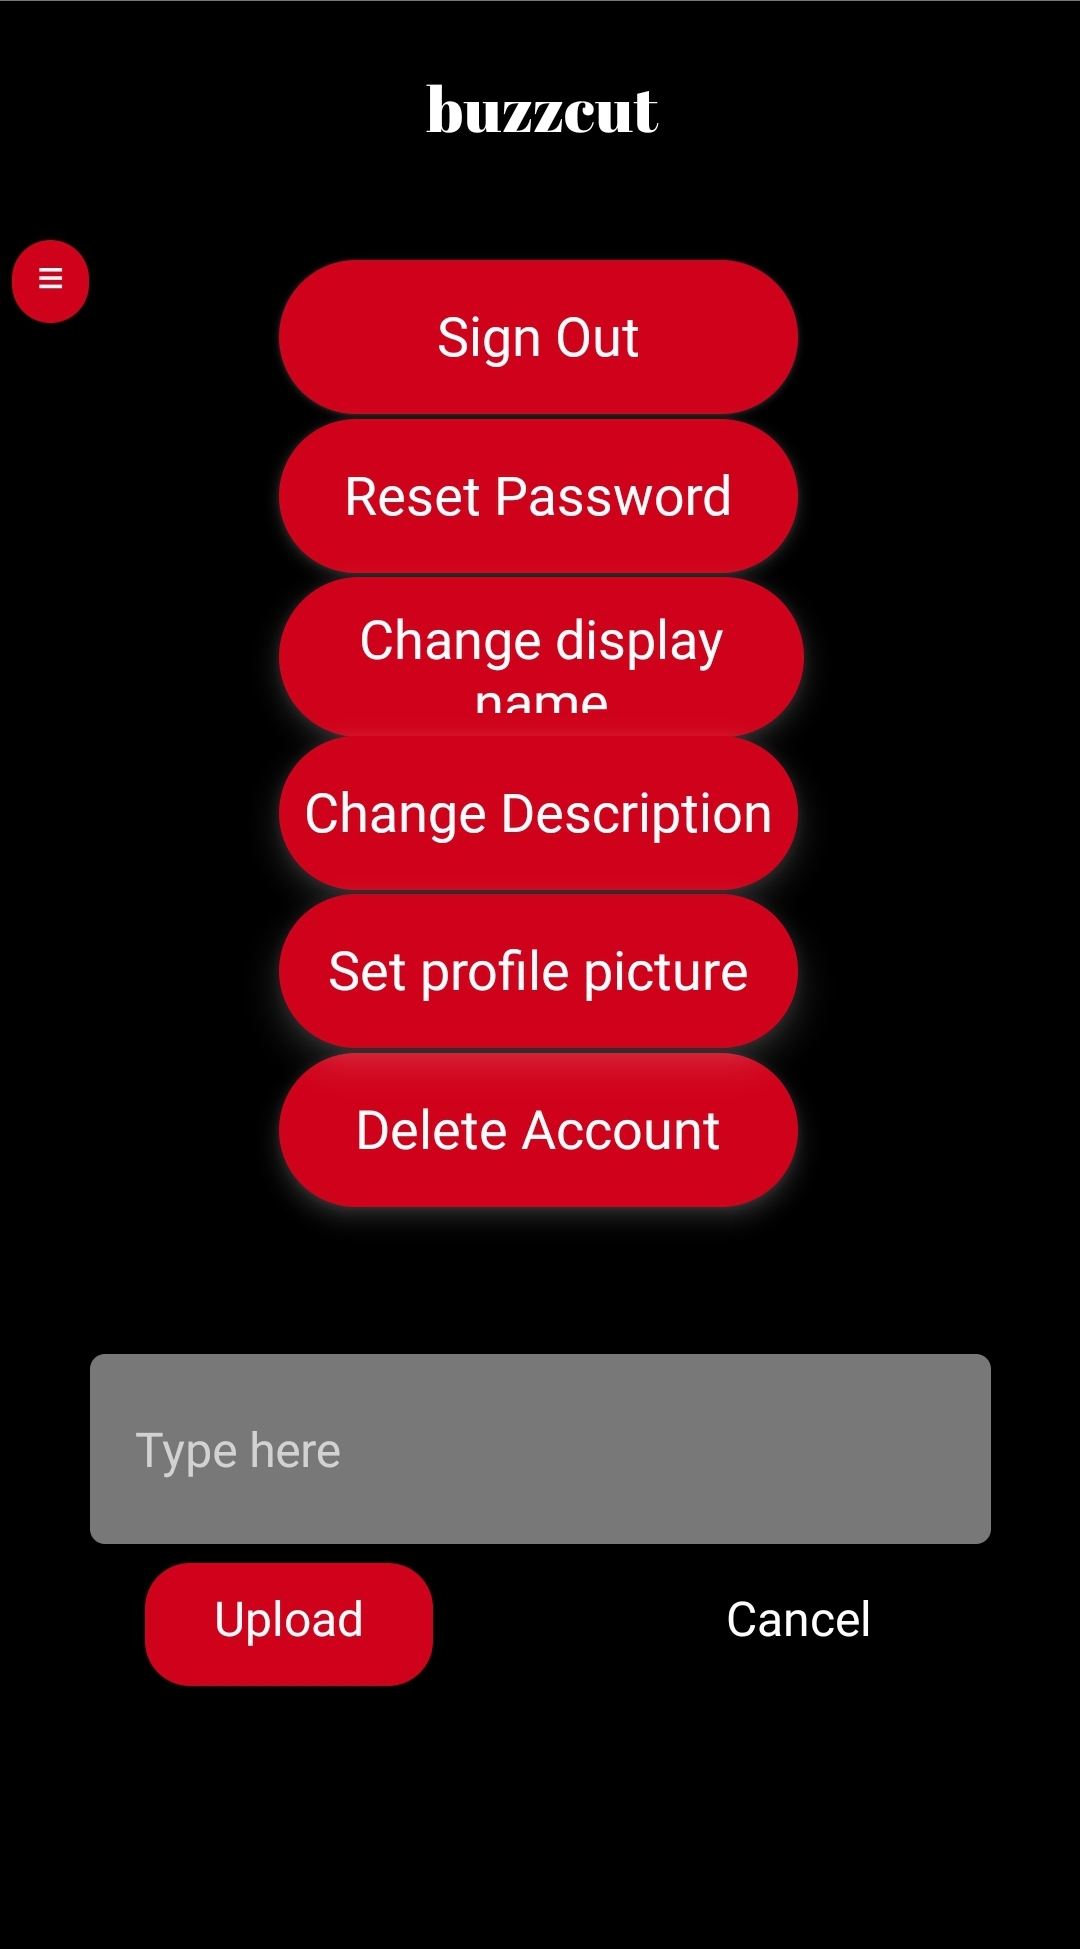 buzzcut
Sign Out
Reset Password
Change display
name
Change Description
Set profile picture
Delete Account
Type here
Upload
Cancel